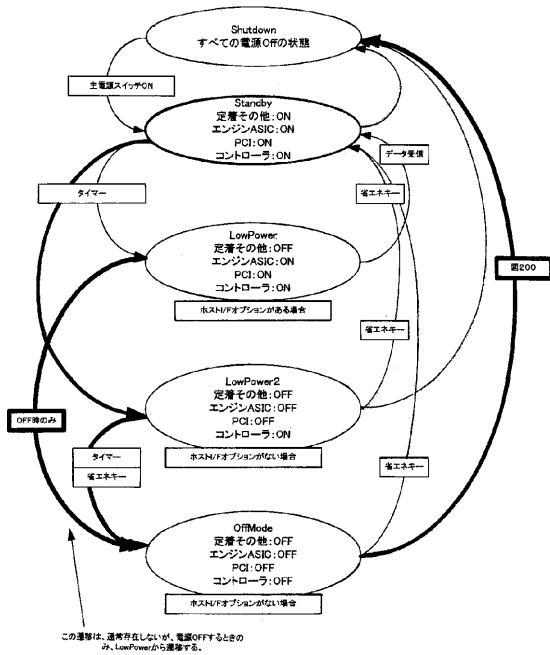 Shutdown
すべての電源Offの状態
主電源スイッチON
Standby
定着その他:ON
エンジンASIC:ON
PCI:ON
コントローラ:ON
データ受信
タイマー
省エネキー
LowPower
定着その他:OFF
エンジンASIC:ON
PCI:ON
コントローラ:ON
ホストI/Fオプションがある場合
図200
省エネキー
LowPower2
定着その他:OFF
エンジンASIC:OFF
PCI:OFF
コントローラ:ON
ホストI/Fオプションがない場合
OFF時のみ
タイマー
省エネキー
省エネキー
OffMode
定着その他:OFF
エンジンASIC:OFF
PCI:OFF
コントローラ:OFF
ホストI/Fオプションがない場合
この遷移は、通常存在しないが、電源OFFするときの
み、LowPowerから遷移する。